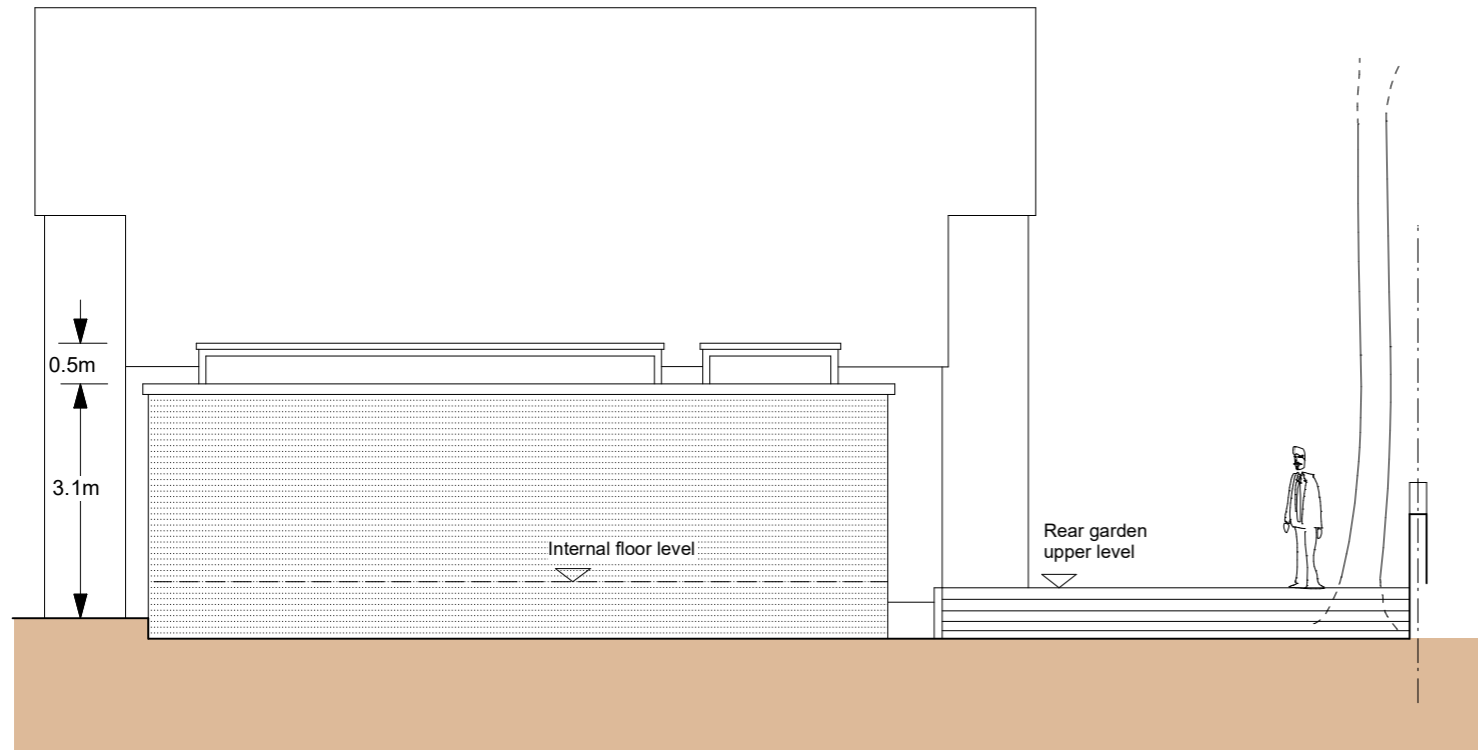 0.5m
3.1m
Internal floor level
Rear garden
upper level